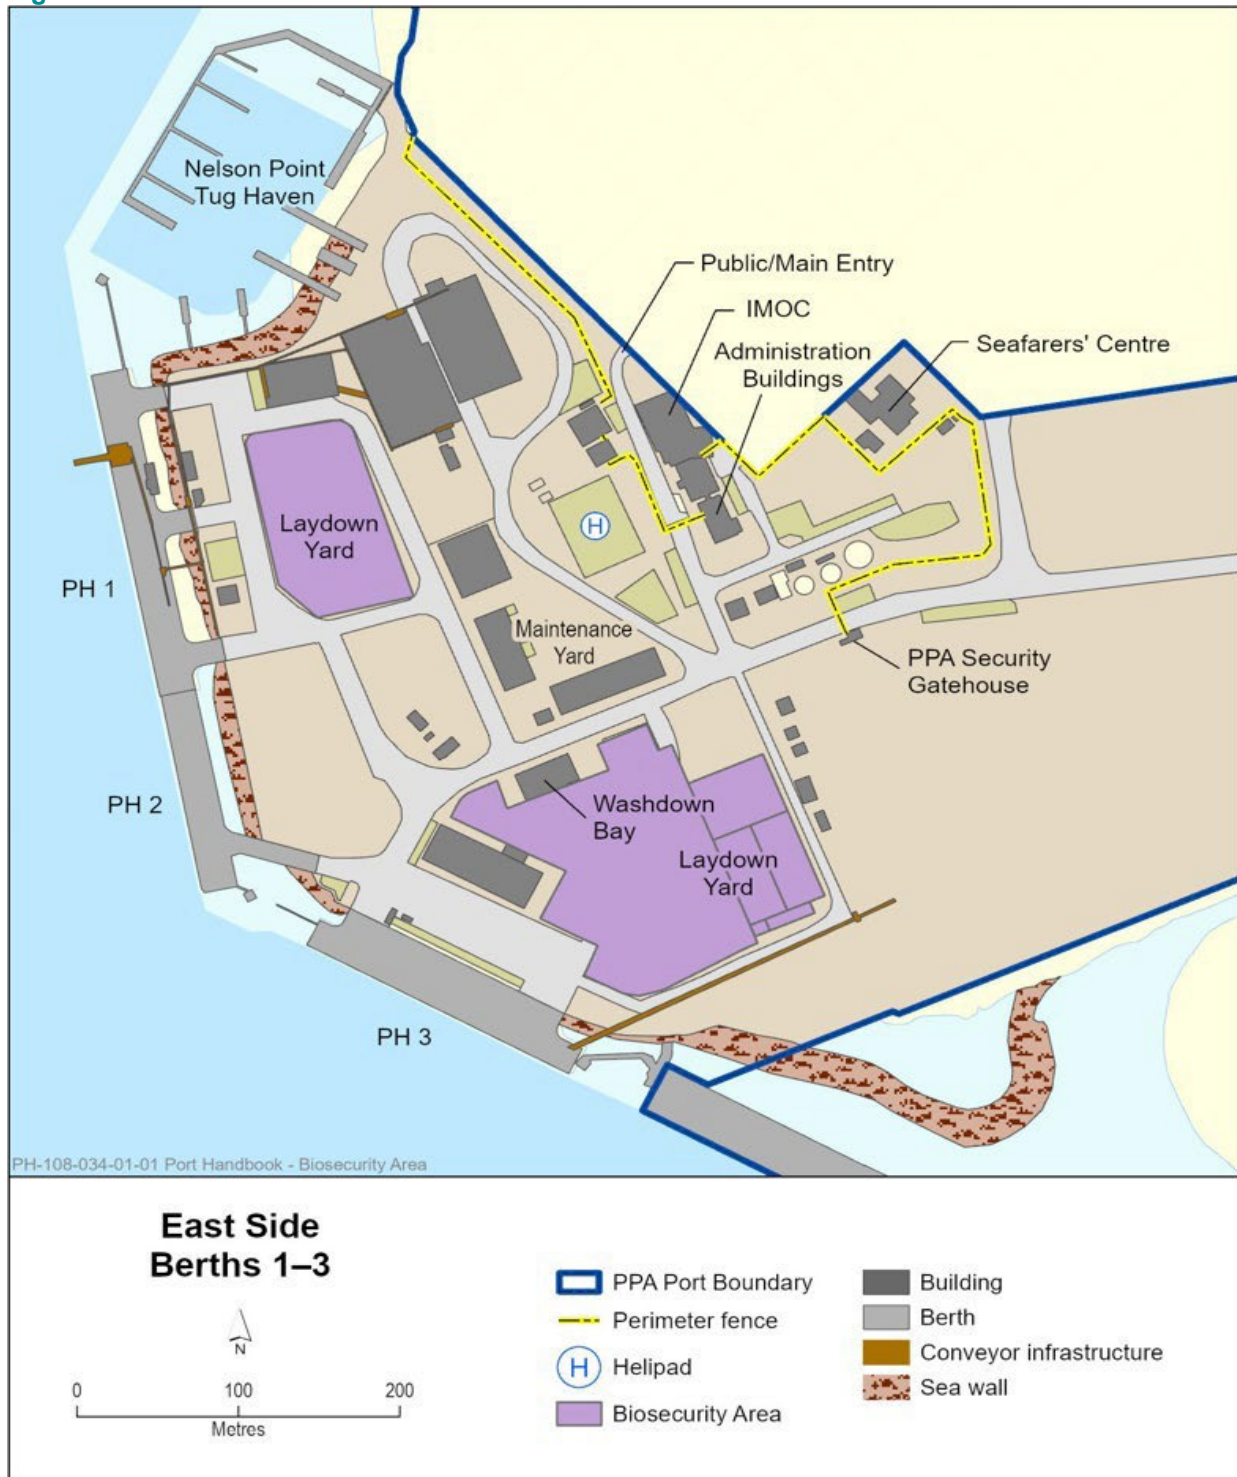 Nelson Point
Tug Haven
Public/Main Entry
IMOC
Administration
Buildings
Seafarers' Centre
H
Laydown
Yard
PH 1
Maintenance
Yard
PPA Security
Gatehouse
PH 2
Washdown
Bay
Laydown
Yard
PH 3
PH-108-034-01-01 Port Handbook - Biosecurity Area
East Side
Berths 1–3
N
0 100 200
Metres
PPA Port Boundary
Perimeter fence
H Helipad
Biosecurity Area
Building
Berth
Conveyor infrastructure
Sea wall